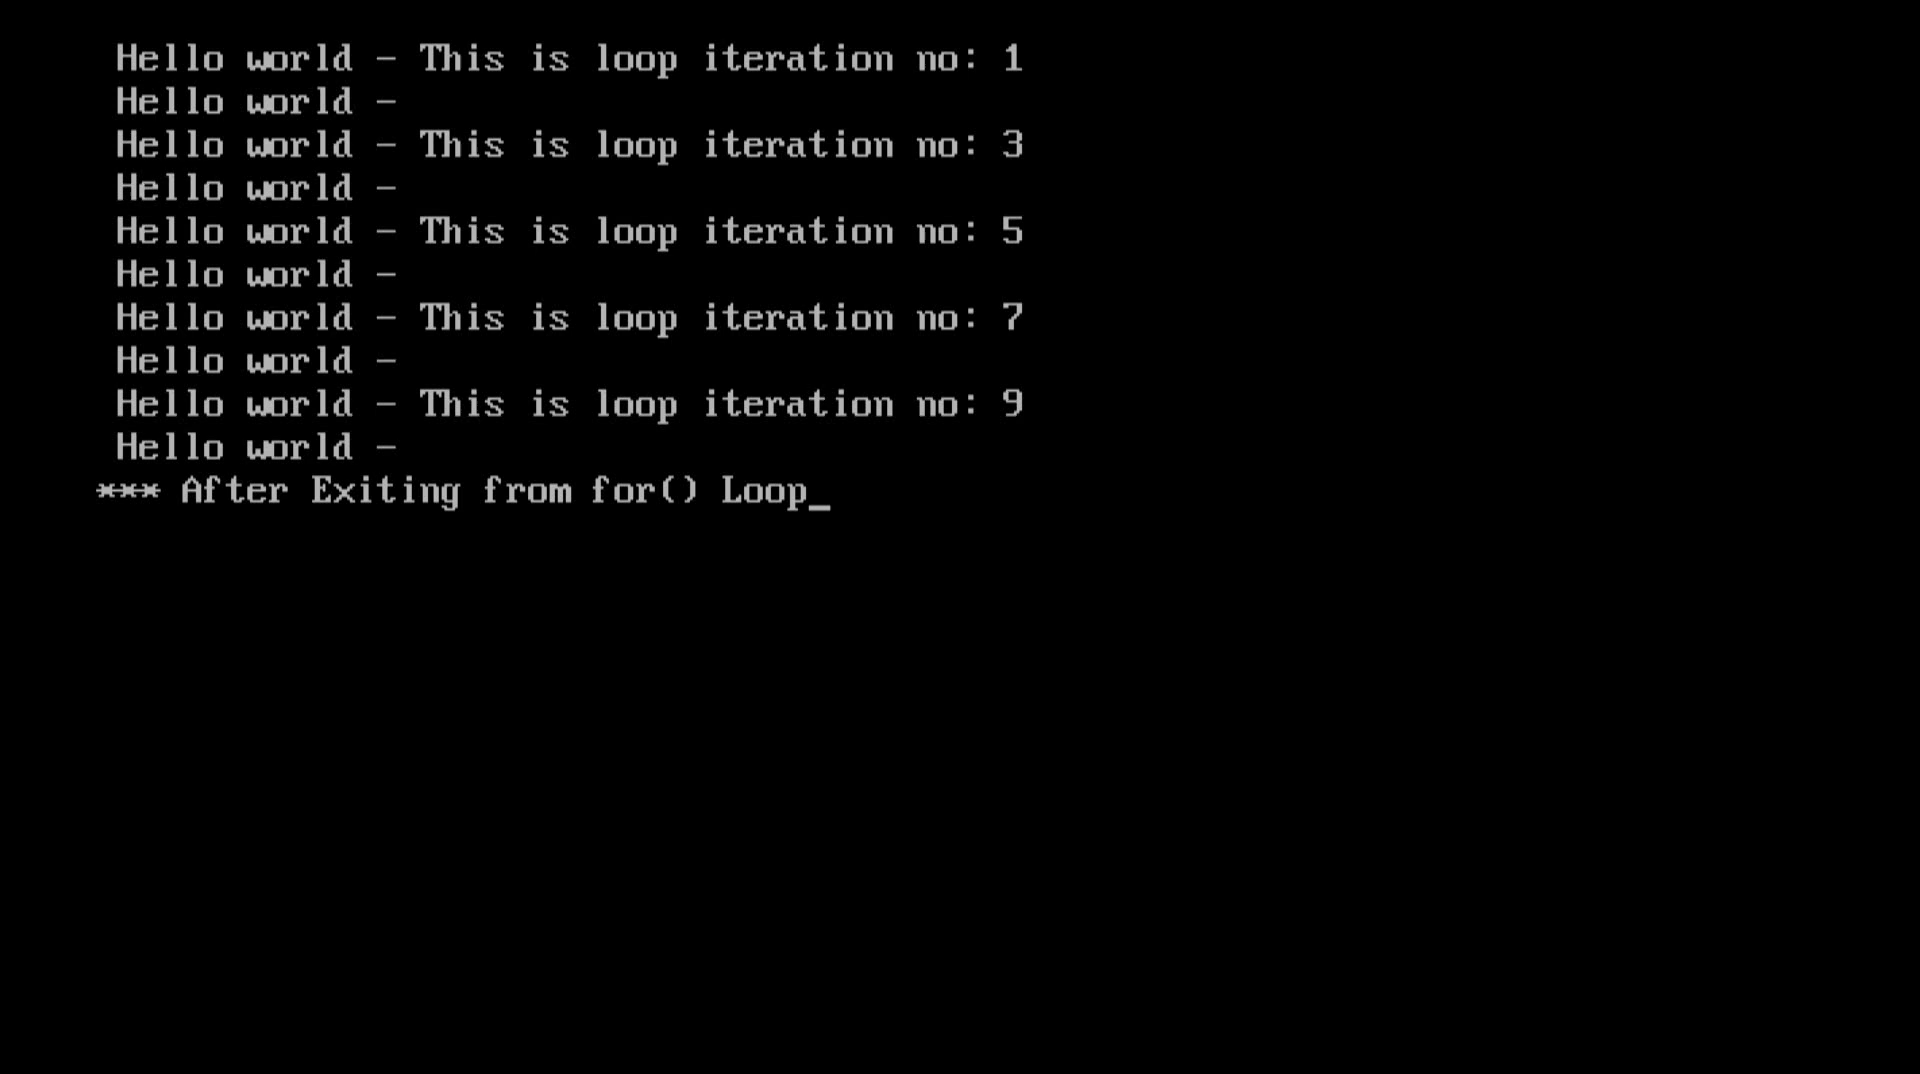 Hello world - This is loop iteration no: 1
Hello world -
Hello world - This is loop iteration no: 3
Hello world -
Hello world - This is loop iteration no: 5
Hello world -
Hello world - This is loop iteration no: 7
Hello world -
Hello world - This is loop iteration no: 9
Hello world -
*** After Exiting from for() Loop_